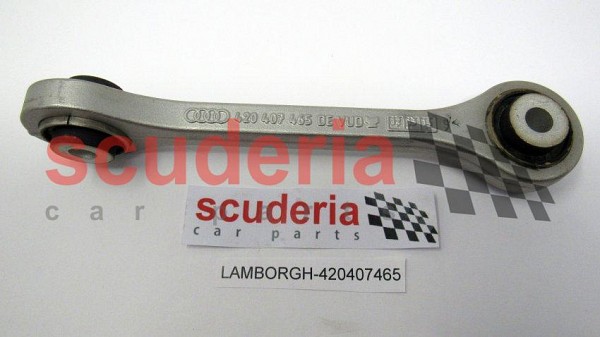 420 407 465
scuderia
car parts
scuderia
car parts
LAMBORGH-420407465